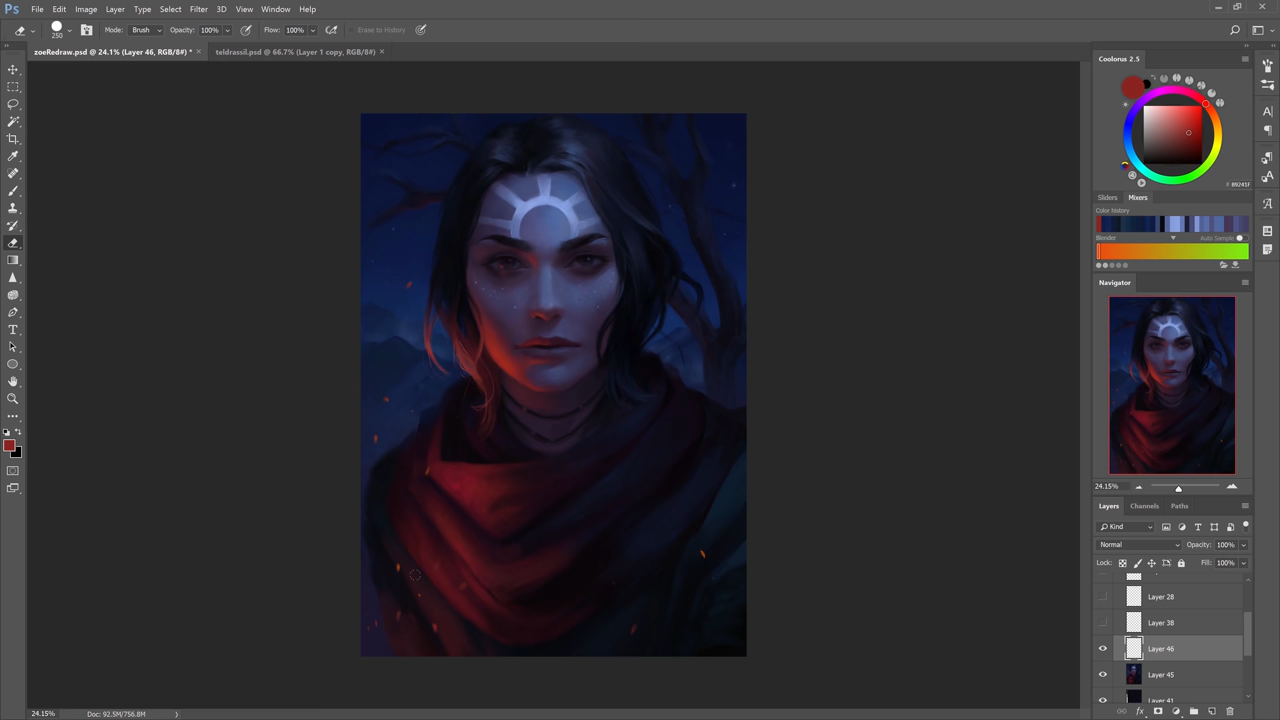 Ps File Edit Image Layer Type Select Filter 3D View Window Help
250 Mode: Brush Opacity: 100% Flow: 100% Erase to History
zoeRedraw.psd @ 24.1% (Layer 46, RGB/8#) * × teldrassil.psd @ 66.7% (Layer 1 copy, RGB/8#) ×
Coolorus 2.5
# B9241F
Sliders Mixers
Color history
Blender Auto Sample
Navigator
24.15%
Layers Channels Paths
Kind
Normal Opacity: 100%
Lock: Fill: 100%
Layer 28
Layer 38
Layer 46
Layer 45
Layer 41
24.15% Doc: 92.5M/756.8M